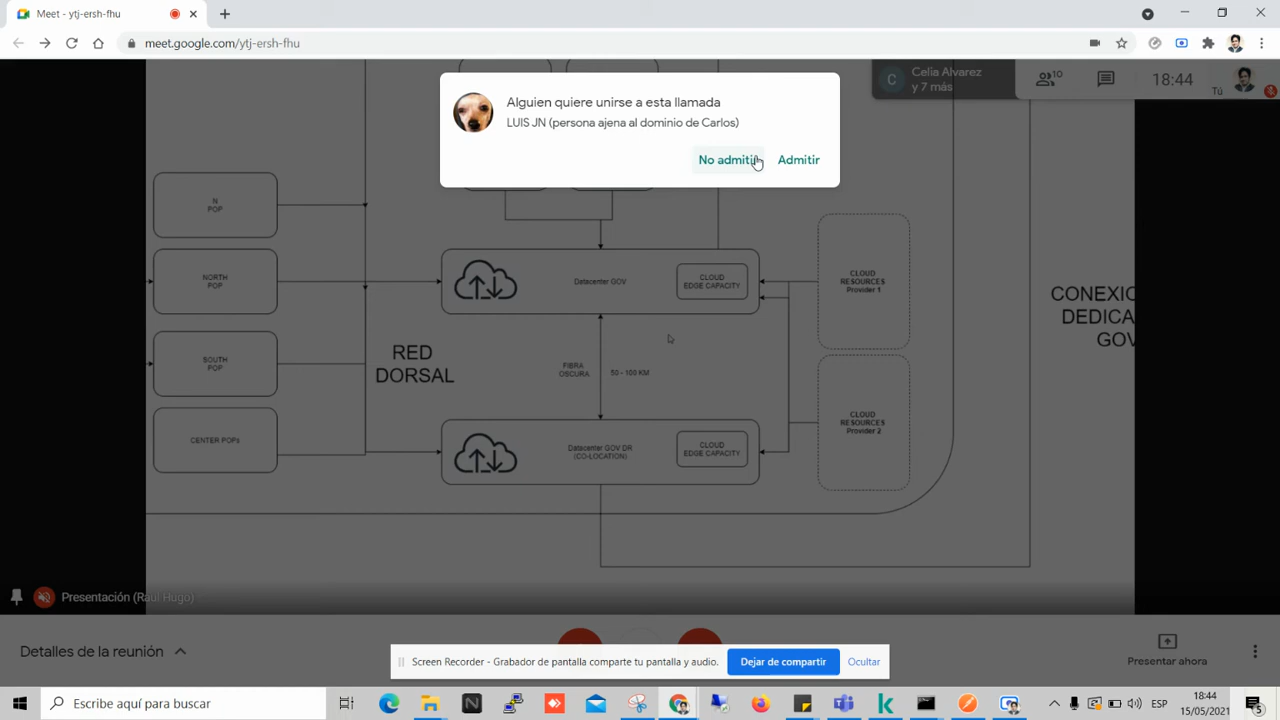 Meet - ytj-ersh-fhu
meet.google.com/ytj-ersh-fhu
Alguien quiere unirse a esta llamada
LUIS JN (persona ajena al dominio de Carlos)
No admitir
Admitir
C
Celia Alvarez
y 7 más
10
18:44
Tú
N
POP
NORTH
POP
SOUTH
POP
CENTER POPs
RED
DORSAL
Datacenter GOV
CLOUD
EDGE CAPACITY
FIBRA
OSCURA
50 - 100 KM
Datacenter GOV DR
(CO-LOCATION)
CLOUD
EDGE CAPACITY
CLOUD
RESOURCES
Provider 1
CLOUD
RESOURCES
Provider 2
CONEXIO
DEDICA
GOV
Presentación (Raul Hugo)
Detalles de la reunión
Screen Recorder - Grabador de pantalla comparte tu pantalla y audio.
Dejar de compartir
Ocultar
Presentar ahora
Escribe aquí para buscar
ESP
18:44
15/05/2021
5